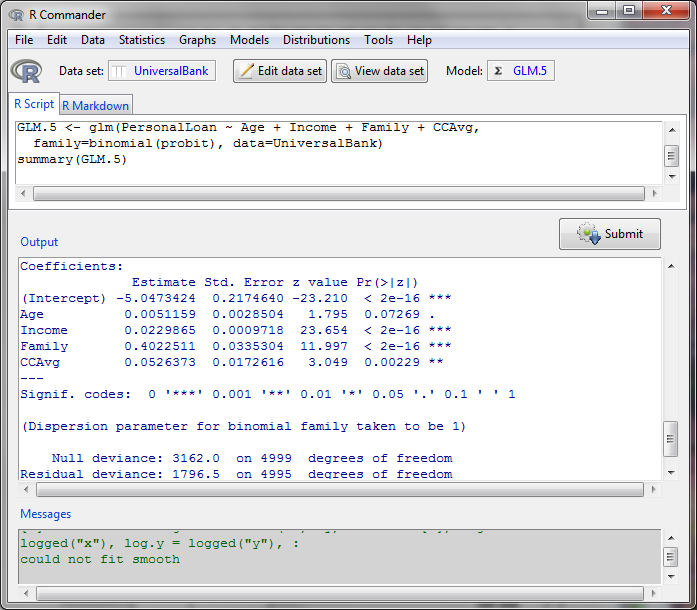 R Commander
File Edit Data Statistics Graphs Models Distributions Tools Help
R Data set: UniversalBank Edit data set View data set Model: Σ GLM.5
R Script R Markdown
GLM.5 <- glm(PersonalLoan ~ Age + Income + Family + CCAvg,
  family=binomial(probit), data=UniversalBank)
summary(GLM.5)
Submit
Output
Coefficients:
              Estimate Std. Error z value Pr(>|z|)
(Intercept) -5.0473424  0.2174640 -23.210  < 2e-16 ***
Age          0.0051159  0.0028504   1.795  0.07269 .
Income       0.0229865  0.0009718  23.654  < 2e-16 ***
Family       0.4022511  0.0335304  11.997  < 2e-16 ***
CCAvg        0.0526373  0.0172616   3.049  0.00229 **
---
Signif. codes:  0 '***' 0.001 '**' 0.01 '*' 0.05 '.' 0.1 ' ' 1
(Dispersion parameter for binomial family taken to be 1)
    Null deviance: 3162.0  on 4999  degrees of freedom
Residual deviance: 1796.5  on 4995  degrees of freedom
Messages
logged("x"), log.y = logged("y"), :
could not fit smooth